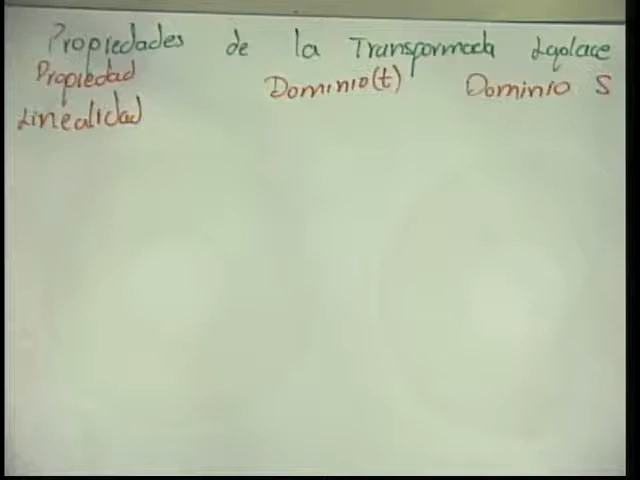 Propiedades de la Transformada Laplace
Propiedad Dominio(t) Dominio S
Linealidad